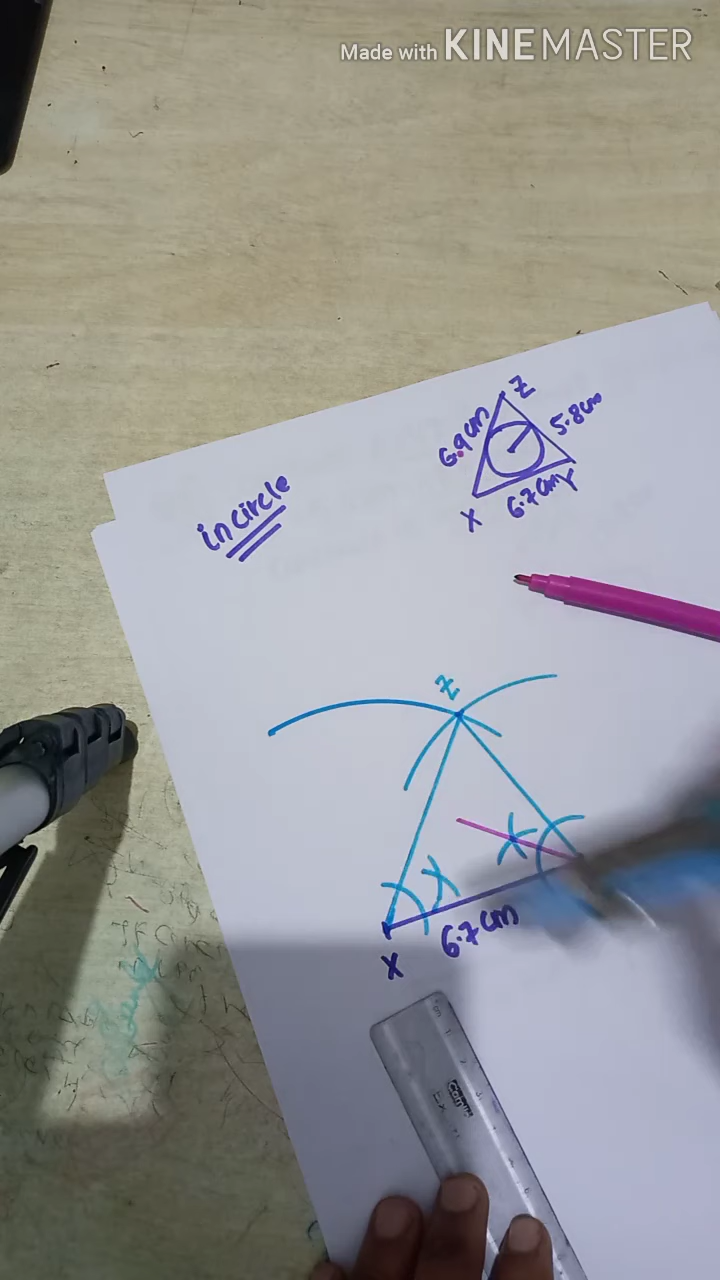 Made with KINEMASTER
incircle
Z
6.9cm
5.8cm
X
6.7cm
Y
Z
6.7cm
X